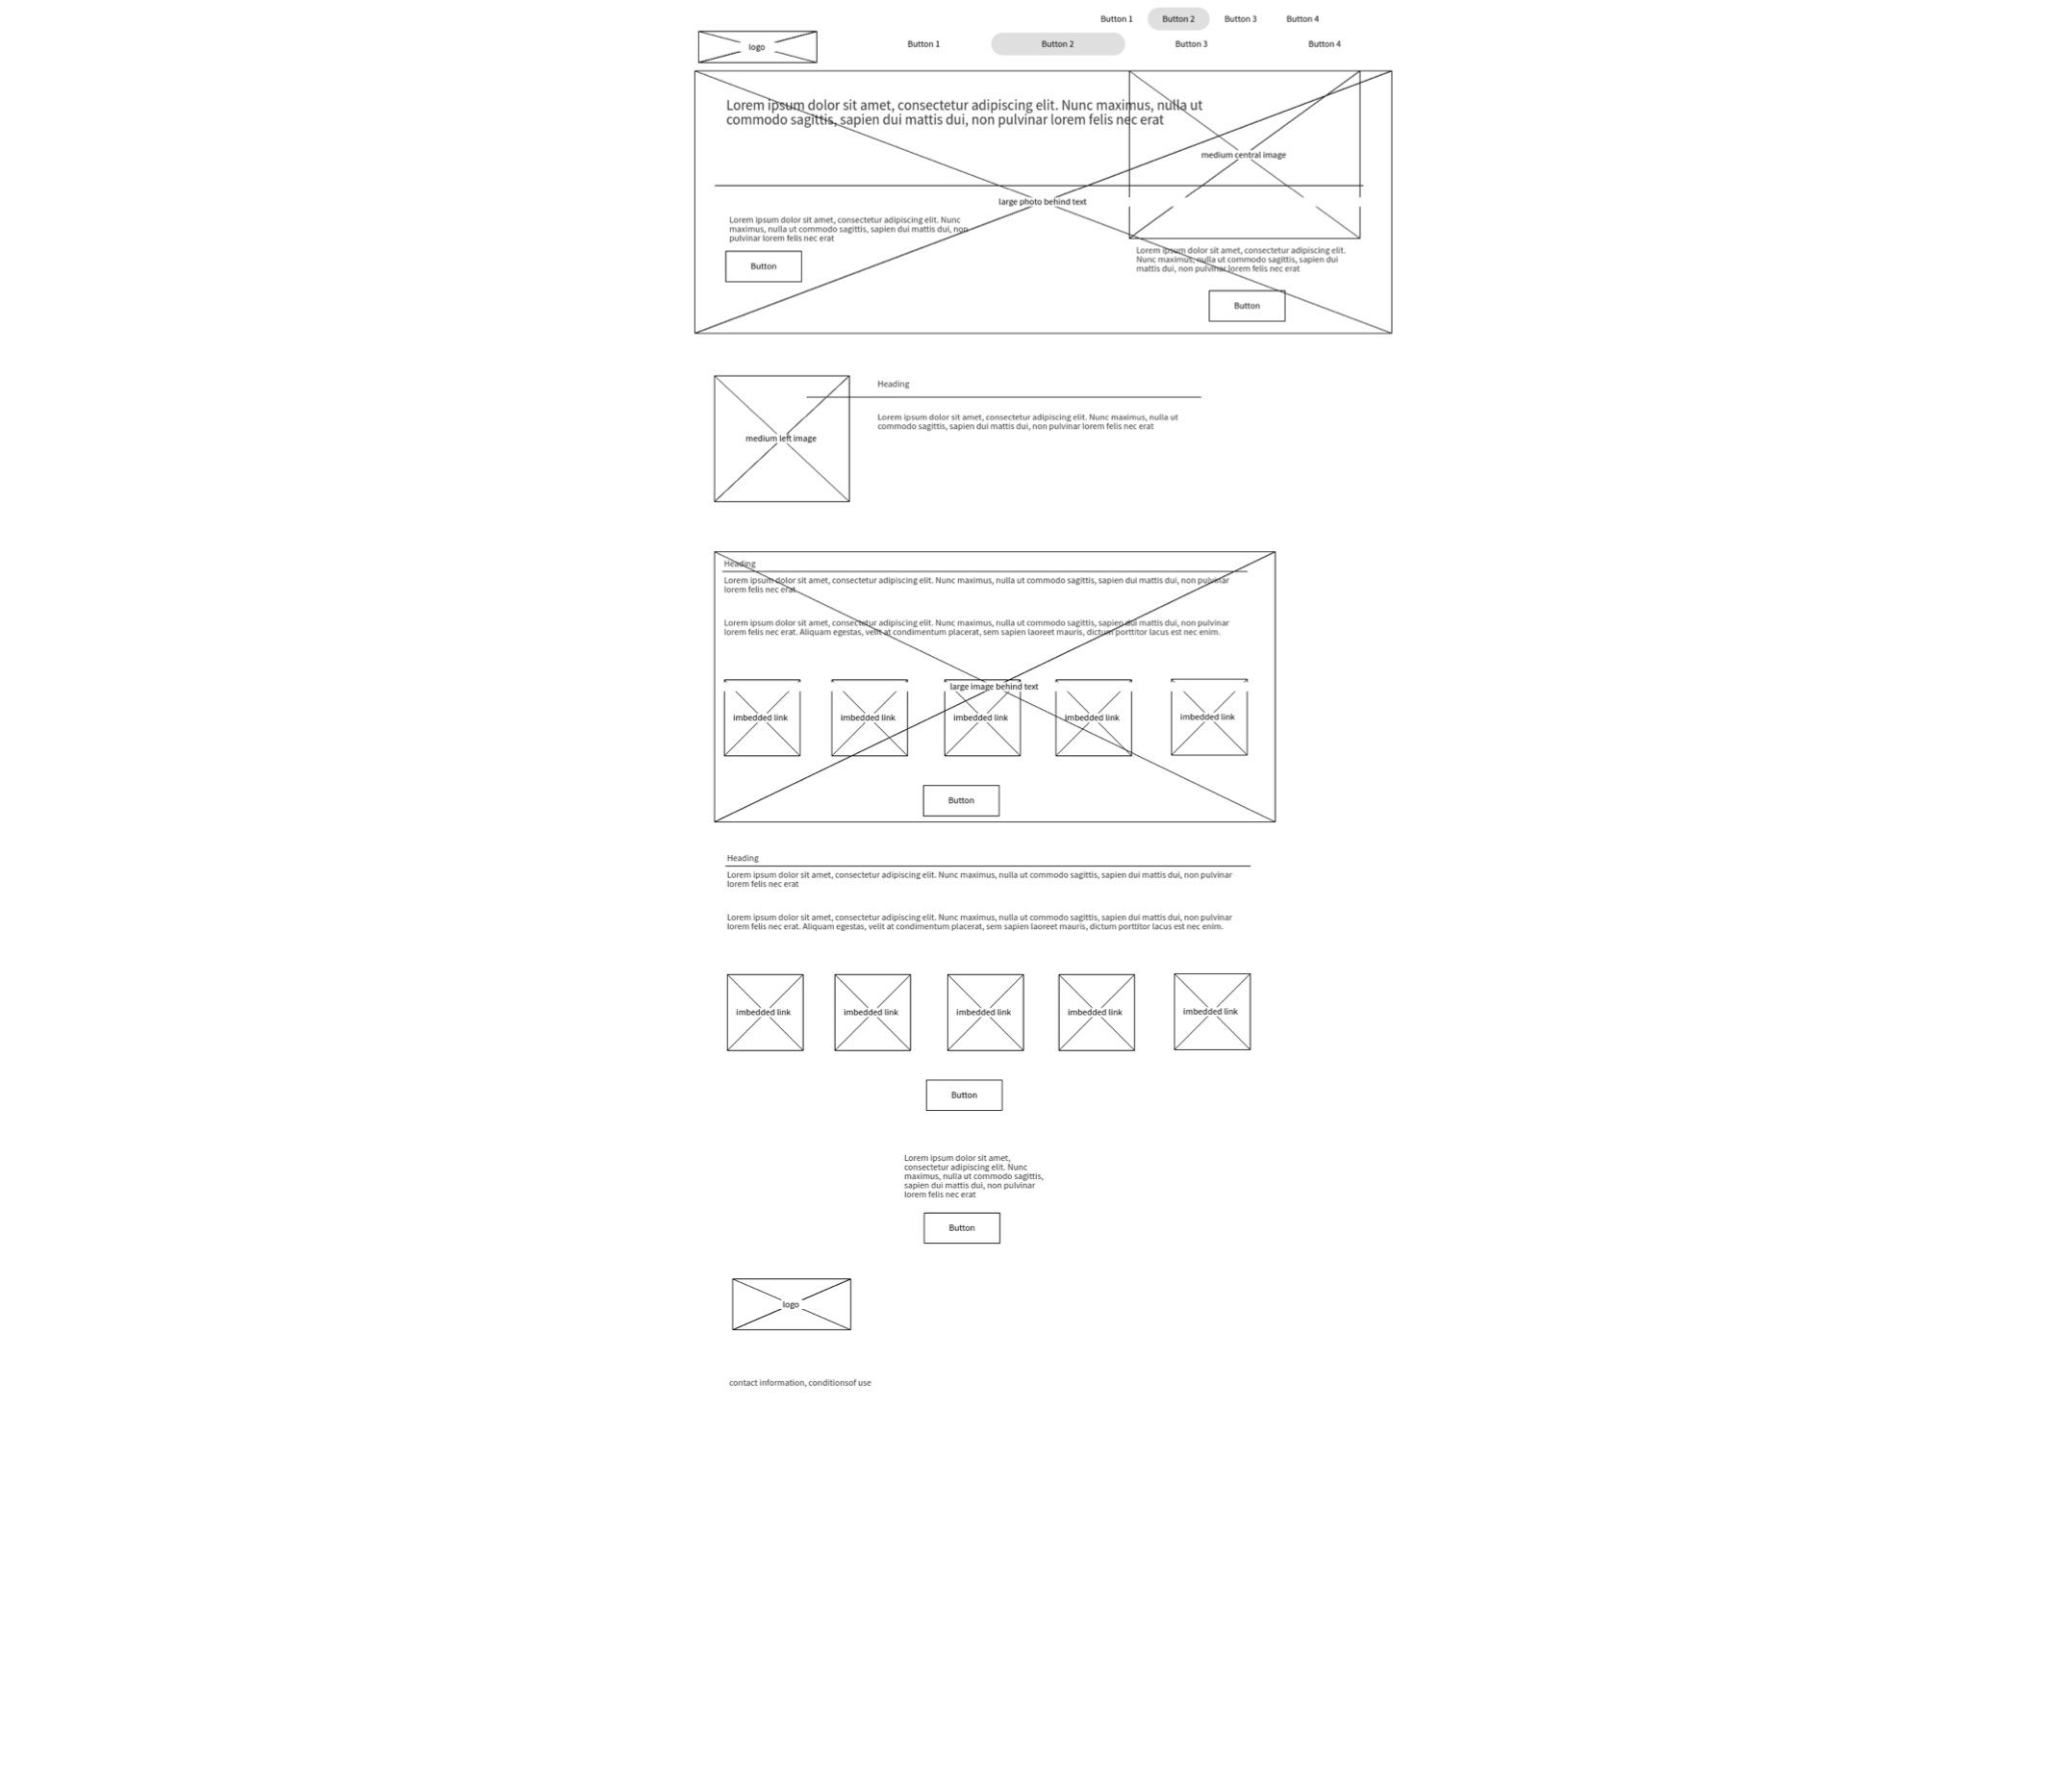 Button 1 Button 2 Button 3 Button 4
logo Button 1 Button 2 Button 3 Button 4
Lorem ipsum dolor sit amet, consectetur adipiscing elit. Nunc maximus, nulla ut
commodo sagittis, sapien dui mattis dui, non pulvinar lorem felis nec erat
medium central image
large photo behind text
Lorem ipsum dolor sit amet, consectetur adipiscing elit. Nunc
maximus, nulla ut commodo sagittis, sapien dui mattis dui, non
pulvinar lorem felis nec erat
Button
Lorem ipsum dolor sit amet, consectetur adipiscing elit.
Nunc maximus, nulla ut commodo sagittis, sapien dui
mattis dui, non pulvinar lorem felis nec erat
Button
medium left image
Heading
Lorem ipsum dolor sit amet, consectetur adipiscing elit. Nunc maximus, nulla ut
commodo sagittis, sapien dui mattis dui, non pulvinar lorem felis nec erat
Heading
Lorem ipsum dolor sit amet, consectetur adipiscing elit. Nunc maximus, nulla ut commodo sagittis, sapien dui mattis dui, non pulvinar
lorem felis nec erat
Lorem ipsum dolor sit amet, consectetur adipiscing elit. Nunc maximus, nulla ut commodo sagittis, sapien dui mattis dui, non pulvinar
lorem felis nec erat. Aliquam egestas, velit at condimentum placerat, sem sapien laoreet mauris, dictum porttitor lacus est nec enim.
large image behind text
imbedded link imbedded link imbedded link imbedded link imbedded link
Button
Heading
Lorem ipsum dolor sit amet, consectetur adipiscing elit. Nunc maximus, nulla ut commodo sagittis, sapien dui mattis dui, non pulvinar
lorem felis nec erat
Lorem ipsum dolor sit amet, consectetur adipiscing elit. Nunc maximus, nulla ut commodo sagittis, sapien dui mattis dui, non pulvinar
lorem felis nec erat. Aliquam egestas, velit at condimentum placerat, sem sapien laoreet mauris, dictum porttitor lacus est nec enim.
imbedded link imbedded link imbedded link imbedded link imbedded link
Button
Lorem ipsum dolor sit amet,
consectetur adipiscing elit. Nunc
maximus, nulla ut commodo sagittis,
sapien dui mattis dui, non pulvinar
lorem felis nec erat
Button
logo
contact information, conditionsof use